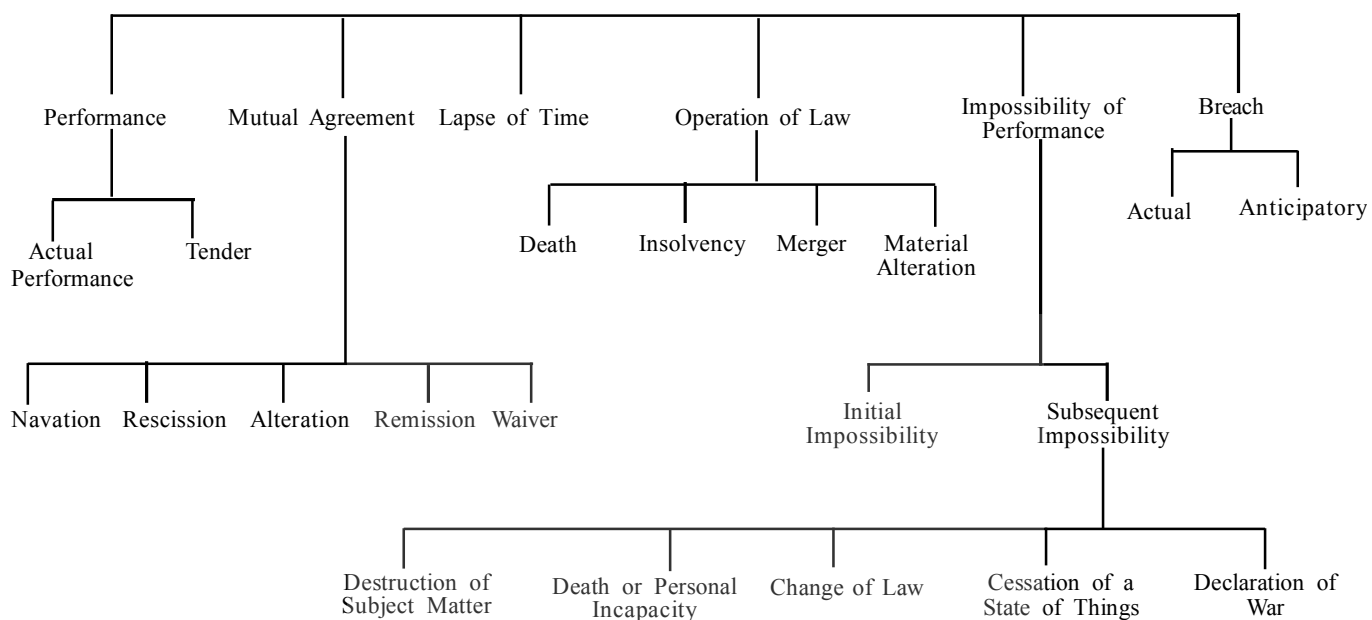 Performance
Mutual Agreement
Lapse of Time
Operation of Law
Impossibility of
Performance
Breach
Actual
Performance
Tender
Death
Insolvency
Merger
Material
Alteration
Actual
Anticipatory
Navation
Rescission
Alteration
Remission
Waiver
Initial
Impossibility
Subsequent
Impossibility
Destruction of
Subject Matter
Death or Personal
Incapacity
Change of Law
Cessation of a
State of Things
Declaration of
War